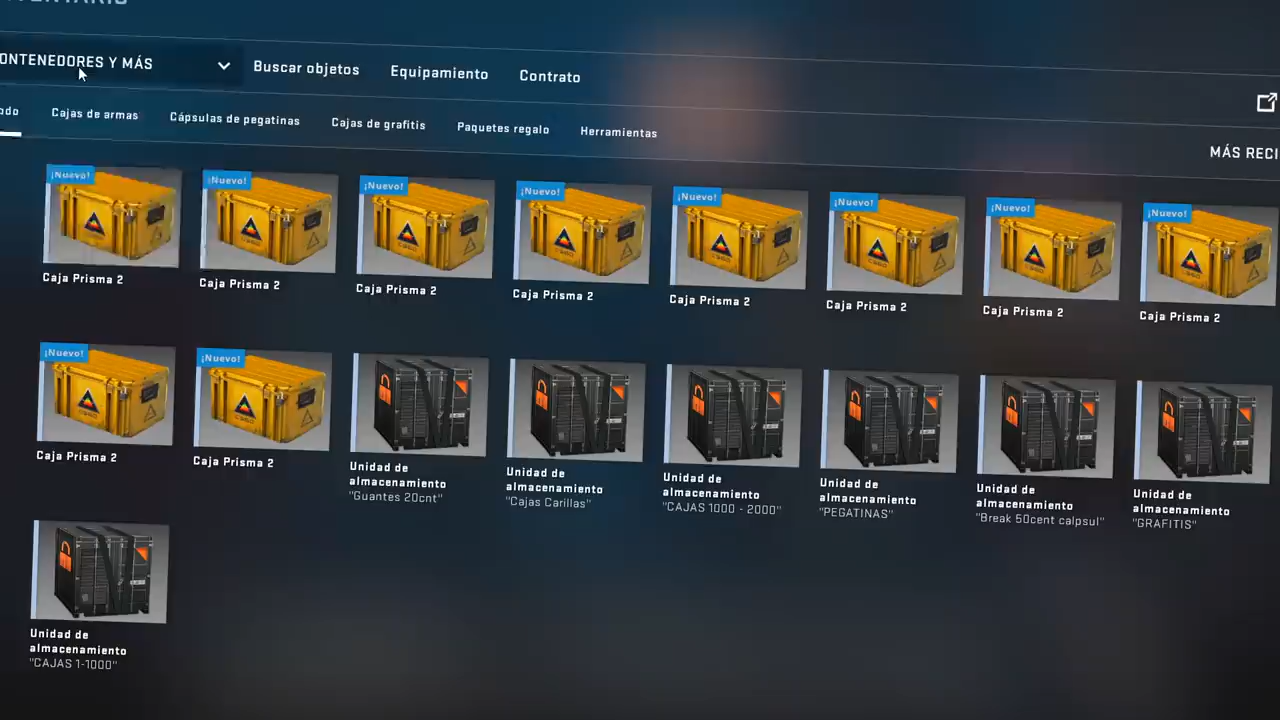 ONTENEDORES Y MÁS
Buscar objetos
Equipamiento
Contrato
odo
Cajas de armas
Cápsulas de pegatinas
Cajas de grafitis
Paquetes regalo
Herramientas
MÁS RECI
¡Nuevo!
¡Nuevo!
¡Nuevo!
¡Nuevo!
¡Nuevo!
¡Nuevo!
¡Nuevo!
¡Nuevo!
Caja Prisma 2
Caja Prisma 2
Caja Prisma 2
Caja Prisma 2
Caja Prisma 2
Caja Prisma 2
Caja Prisma 2
Caja Prisma 2
¡Nuevo!
¡Nuevo!
Caja Prisma 2
Caja Prisma 2
Unidad de
almacenamiento
"Guantes 20cnt"
Unidad de
almacenamiento
"Cajas Carillas"
Unidad de
almacenamiento
"CAJAS 1000 - 2000"
Unidad de
almacenamiento
"PEGATINAS"
Unidad de
almacenamiento
"Break 50cent calpsul"
Unidad de
almacenamiento
"GRAFITIS"
Unidad de
almacenamiento
"CAJAS 1-1000"